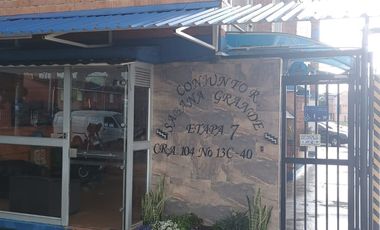 CONJUNTO R.
SABANA GRANDE
ETAPA 7
CRA 104 No 13C-40